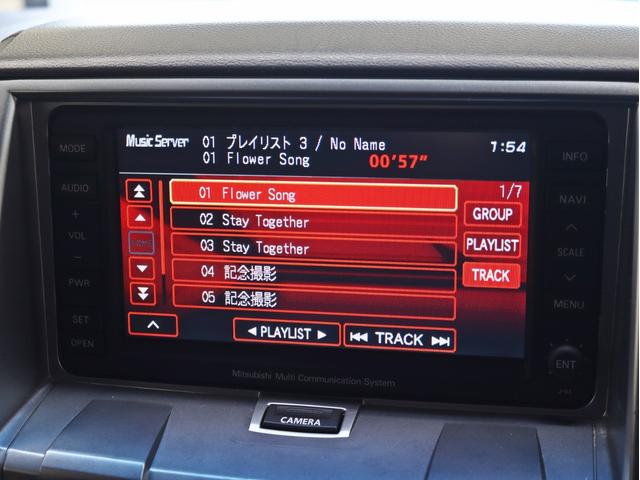 MODE
AUDIO
+
VOL
−
PWR
SET
OPEN
Music Server
01 プレイリスト 3 / No Name
01 Flower Song
00'57"
1:54
01 Flower Song
1/7
02 Stay Together
03 Stay Together
04 記念撮影
05 記念撮影
GROUP
PLAYLIST
TRACK
◀ PLAYLIST ▶
⏮ TRACK ⏭
INFO
NAVI
SCALE
MENU
ENT
Mitsubishi Multi Communication System
CAMERA